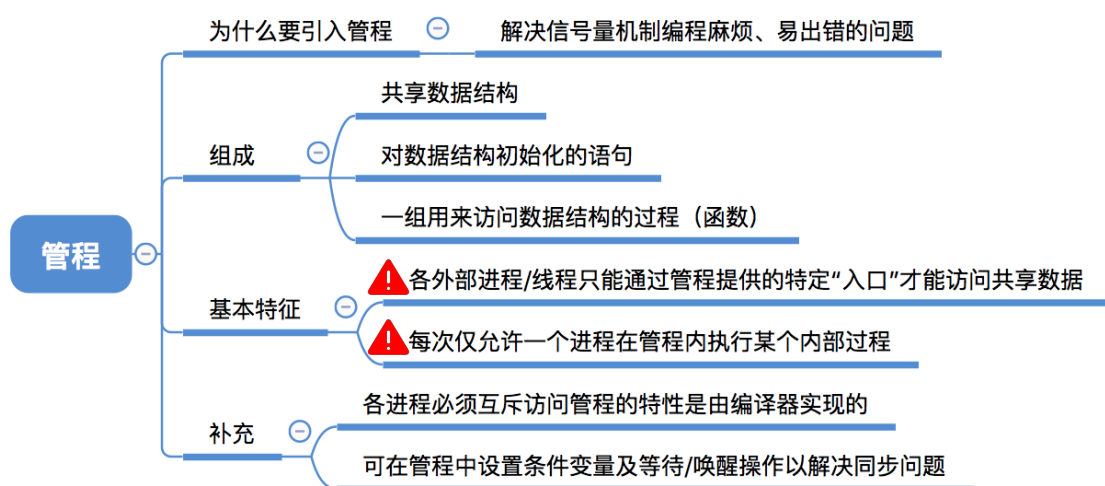 管程
为什么要引入管程
解决信号量机制编程麻烦、易出错的问题
组成
共享数据结构
对数据结构初始化的语句
一组用来访问数据结构的过程（函数）
基本特征
各外部进程/线程只能通过管程提供的特定“入口”才能访问共享数据
每次仅允许一个进程在管程内执行某个内部过程
补充
各进程必须互斥访问管程的特性是由编译器实现的
可在管程中设置条件变量及等待/唤醒操作以解决同步问题